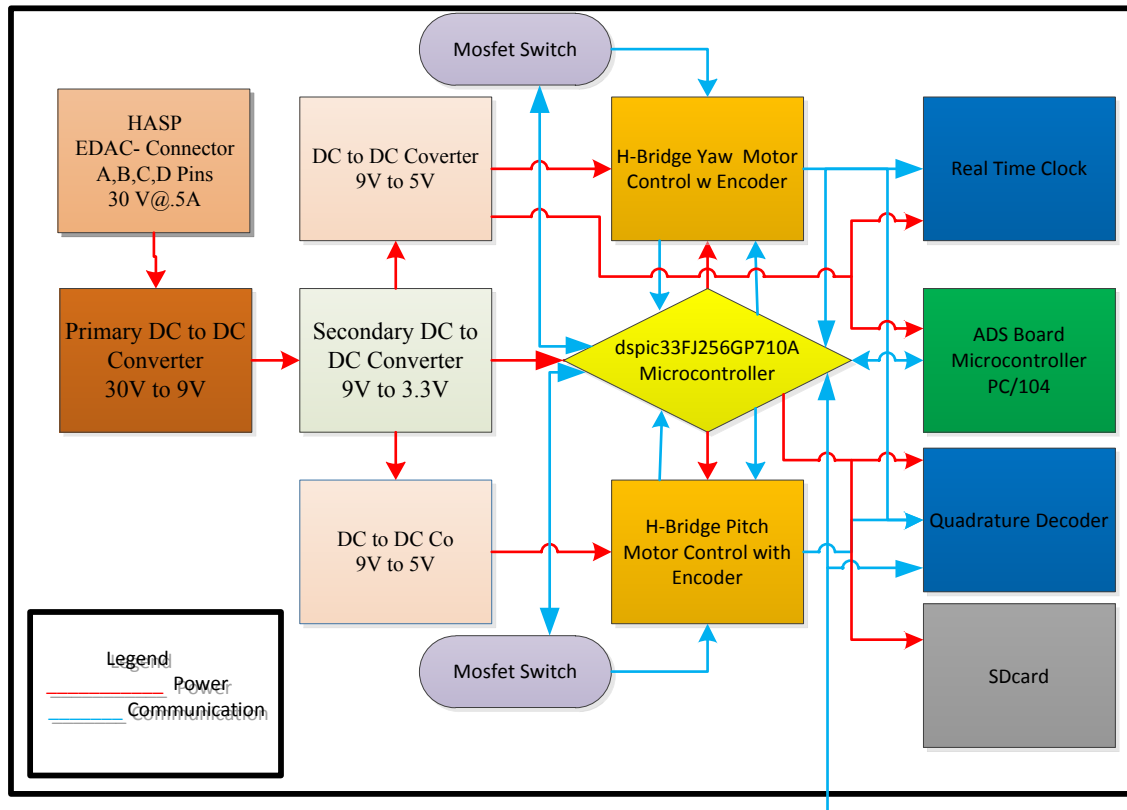 Mosfet Switch
HASP
EDAC- Connector
A,B,C,D Pins
30 V@.5A
DC to DC Coverter
9V to 5V
H-Bridge Yaw Motor
Control w Encoder
Real Time Clock
Primary DC to DC
Converter
30V to 9V
Secondary DC to
DC Converter
9V to 3.3V
dspic33FJ256GP710A
Microcontroller
ADS Board
Microcontroller
PC/104
DC to DC Co
9V to 5V
H-Bridge Pitch
Motor Control with
Encoder
Quadrature Decoder
Mosfet Switch
SDcard
Legend
Power
Communication